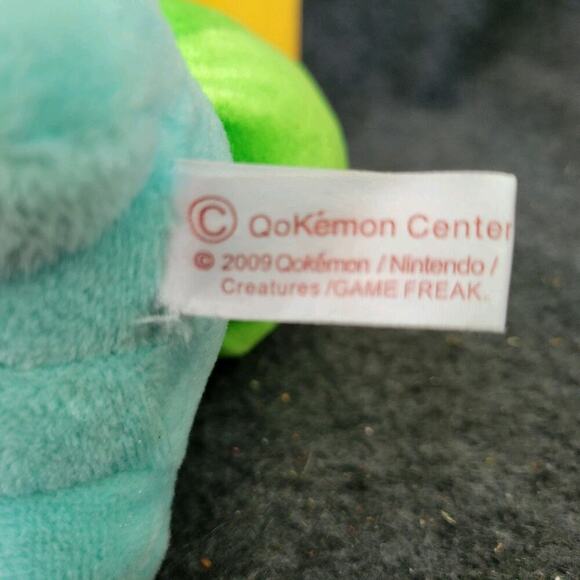 © QoKémon Center
© 2009 Qokémon / Nintendo /
Creatures /GAME FREAK.